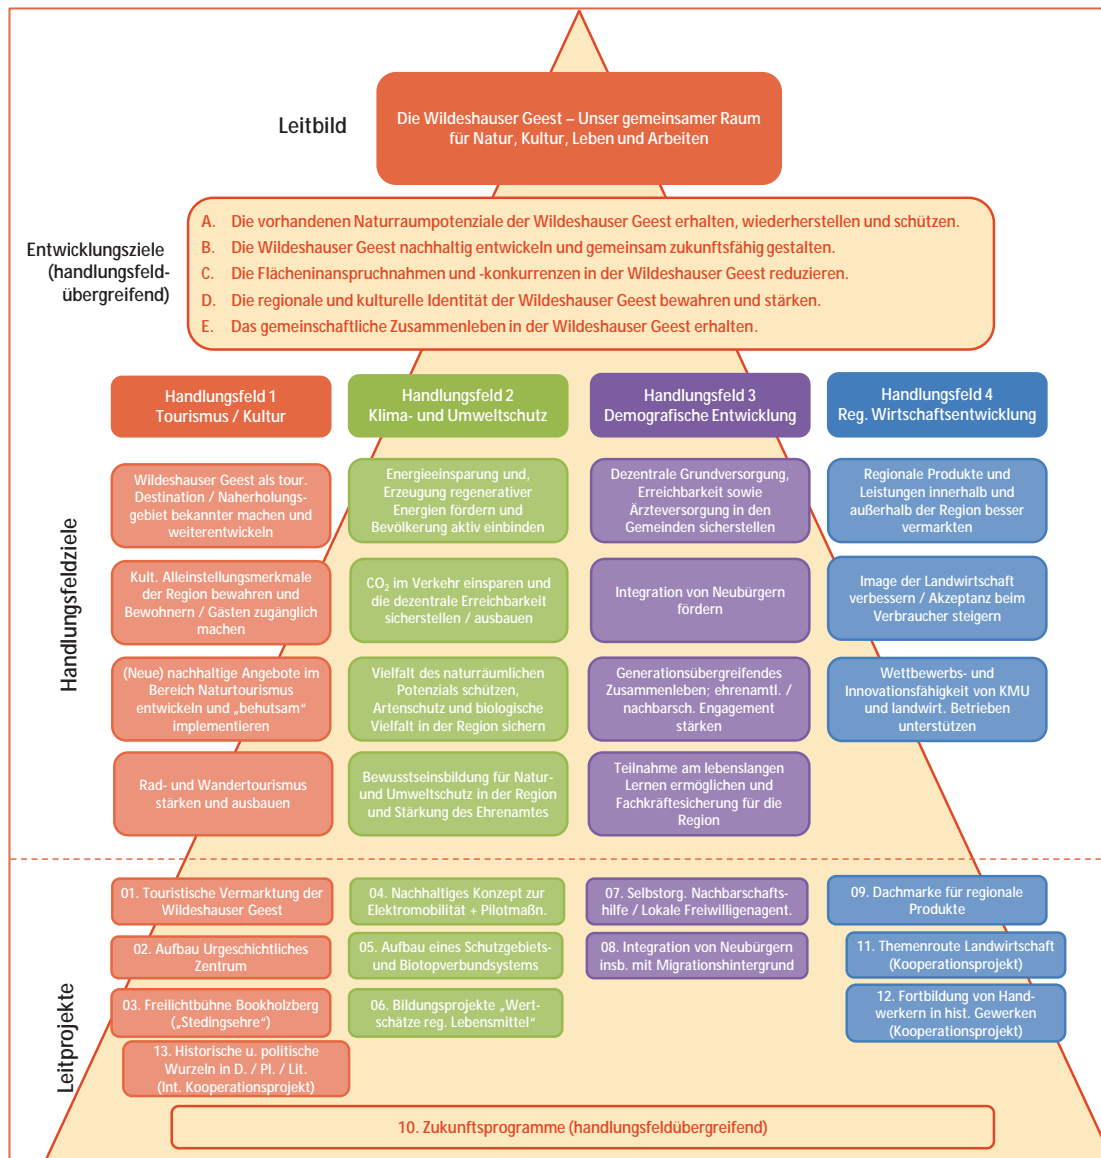 Leitbild
Die Wildeshauser Geest – Unser gemeinsamer Raum
für Natur, Kultur, Leben und Arbeiten
Entwicklungsziele
(handlungsfeld-
übergreifend)
A. Die vorhandenen Naturraumpotenziale der Wildeshauser Geest erhalten, wiederherstellen und schützen.
B. Die Wildeshauser Geest nachhaltig entwickeln und gemeinsam zukunftsfähig gestalten.
C. Die Flächeninanspruchnahmen und -konkurrenzen in der Wildeshauser Geest reduzieren.
D. Die regionale und kulturelle Identität der Wildeshauser Geest bewahren und stärken.
E. Das gemeinschaftliche Zusammenleben in der Wildeshauser Geest erhalten.
Handlungsfeld 1
Tourismus / Kultur
Handlungsfeld 2
Klima- und Umweltschutz
Handlungsfeld 3
Demografische Entwicklung
Handlungsfeld 4
Reg. Wirtschaftsentwicklung
Handlungsfeldziele
Wildeshauser Geest als tour.
Destination / Naherholungs-
gebiet bekannter machen und
weiterentwickeln
Energieeinsparung und,
Erzeugung regenerativer
Energien fördern und
Bevölkerung aktiv einbinden
Dezentrale Grundversorgung,
Erreichbarkeit sowie
Ärzteversorgung in den
Gemeinden sicherstellen
Regionale Produkte und
Leistungen innerhalb und
außerhalb der Region besser
vermarkten
Kult. Alleinstellungsmerkmale
der Region bewahren und
Bewohnern / Gästen zugänglich
machen
CO₂ im Verkehr einsparen und
die dezentrale Erreichbarkeit
sicherstellen / ausbauen
Integration von Neubürgern
fördern
Image der Landwirtschaft
verbessern / Akzeptanz beim
Verbraucher steigern
(Neue) nachhaltige Angebote im
Bereich Naturtourismus
entwickeln und „behutsam“
implementieren
Vielfalt des naturräumlichen
Potenzials schützen,
Artenschutz und biologische
Vielfalt in der Region sichern
Generationsübergreifendes
Zusammenleben; ehrenamtl. /
nachbarsch. Engagement
stärken
Wettbewerbs- und
Innovationsfähigkeit von KMU
und landwirt. Betrieben
unterstützen
Rad- und Wandertourismus
stärken und ausbauen
Bewusstseinsbildung für Natur-
und Umweltschutz in der Region
und Stärkung des Ehrenamtes
Teilnahme am lebenslangen
Lernen ermöglichen und
Fachkräftesicherung für die
Region
Leitprojekte
01. Touristische Vermarktung der
Wildeshauser Geest
04. Nachhaltiges Konzept zur
Elektromobilität + Pilotmaßn.
07. Selbstorg. Nachbarschafts-
hilfe / Lokale Freiwilligenagent.
09. Dachmarke für regionale
Produkte
02. Aufbau Urgeschichtliches
Zentrum
05. Aufbau eines Schutzgebiets-
und Biotopverbundsystems
08. Integration von Neubürgern
insb. mit Migrationshintergrund
11. Themenroute Landwirtschaft
(Kooperationsprojekt)
03. Freilichtbühne Bookholzberg
(„Stedingsehre“)
06. Bildungsprojekte „Wert-
schätze reg. Lebensmittel“
12. Fortbildung von Hand-
werkern in hist. Gewerken
(Kooperationsprojekt)
13. Historische u. politische
Wurzeln in D. / Pl. / Lit.
(Int. Kooperationsprojekt)
10. Zukunftsprogramme (handlungsfeldübergreifend)